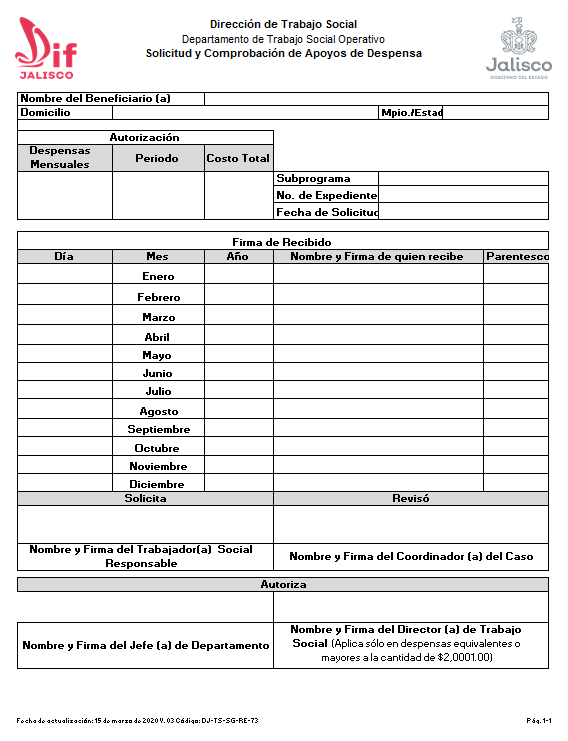 Dirección de Trabajo Social
Departamento de Trabajo Social Operativo
Solicitud y Comprobación de Apoyos de Despensa
Dif
JALISCO
Jalisco
GOBIERNO DEL ESTADO
Nombre del Beneficiario (a)
Domicilio Mpio./Estad
Autorización
Despensas Mensuales Periodo Costo Total
Subprograma
No. de Expediente
Fecha de Solicitud
Firma de Recibido
Día Mes Año Nombre y Firma de quien recibe Parentesco
Enero
Febrero
Marzo
Abril
Mayo
Junio
Julio
Agosto
Septiembre
Octubre
Noviembre
Diciembre
Solicita Revisó
Nombre y Firma del Trabajador(a) Social
Responsable
Nombre y Firma del Coordinador (a) del Caso
Autoriza
Nombre y Firma del Jefe (a) de Departamento
Nombre y Firma del Director (a) de Trabajo
Social (Aplica sólo en despensas equivalentes o
mayores a la cantidad de $2,0001.00)
Fecha de actualización: 15 de marzo de 2020 V. 03 Código: DJ-TS-SG-RE-73 Pág. 1-1